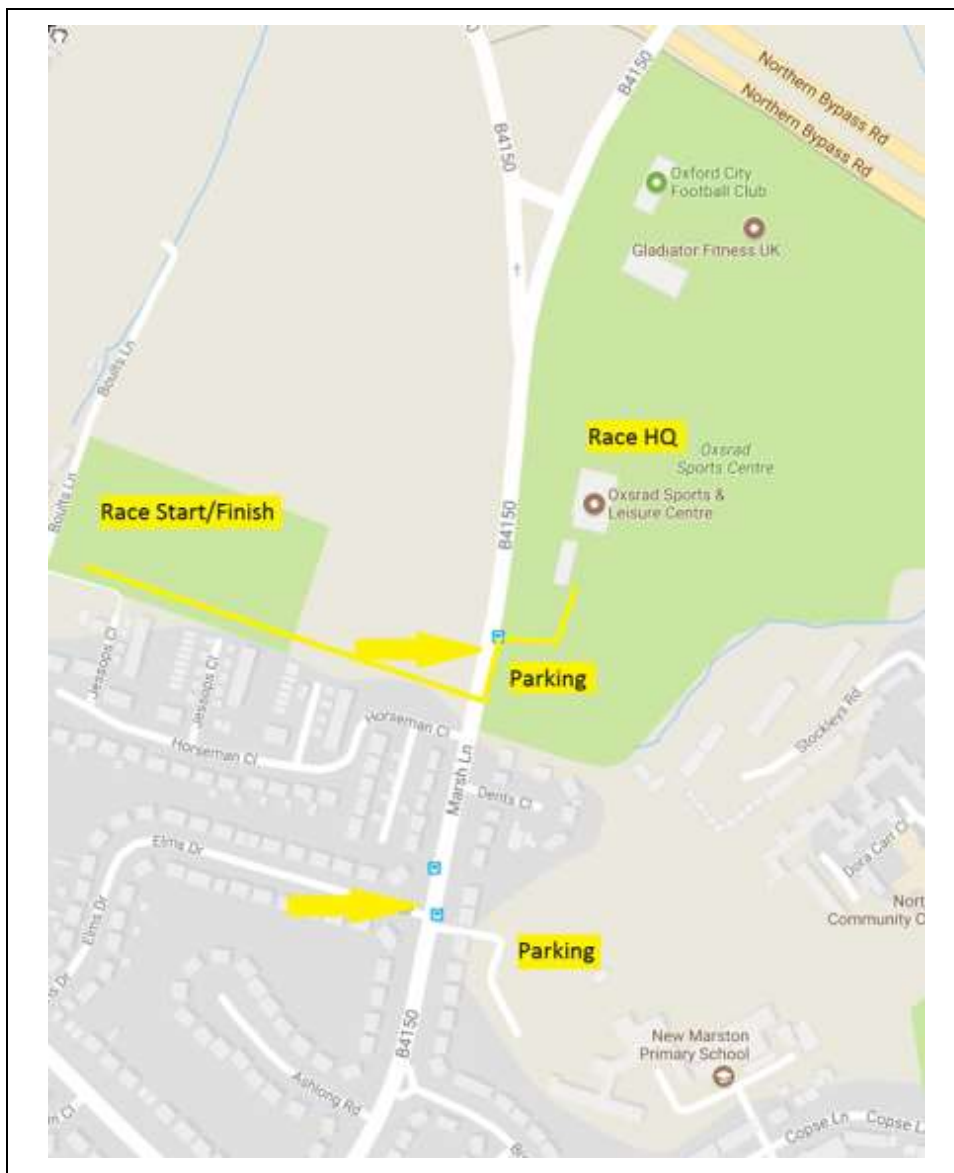 B4150
B4150
Northern Bypass Rd
Northern Bypass Rd
Oxford City
Football Club
Gladiator Fitness UK
Boults Ln
Boults Ln
Race HQ
Oxsrad
Sports Centre
Oxsrad Sports &
Leisure Centre
Race Start/Finish
B4150
Parking
Jessops Cl
Jessops Cl
Horseman Cl
Horseman Cl
Marsh Ln
Dents Cl
Stockleys Rd
Elms Dr
Elms Dr
Dora Carr Cl
Nort
Community C
Parking
B4150
New Marston
Primary School
Ashlong Rd
Copse Ln
Copse L